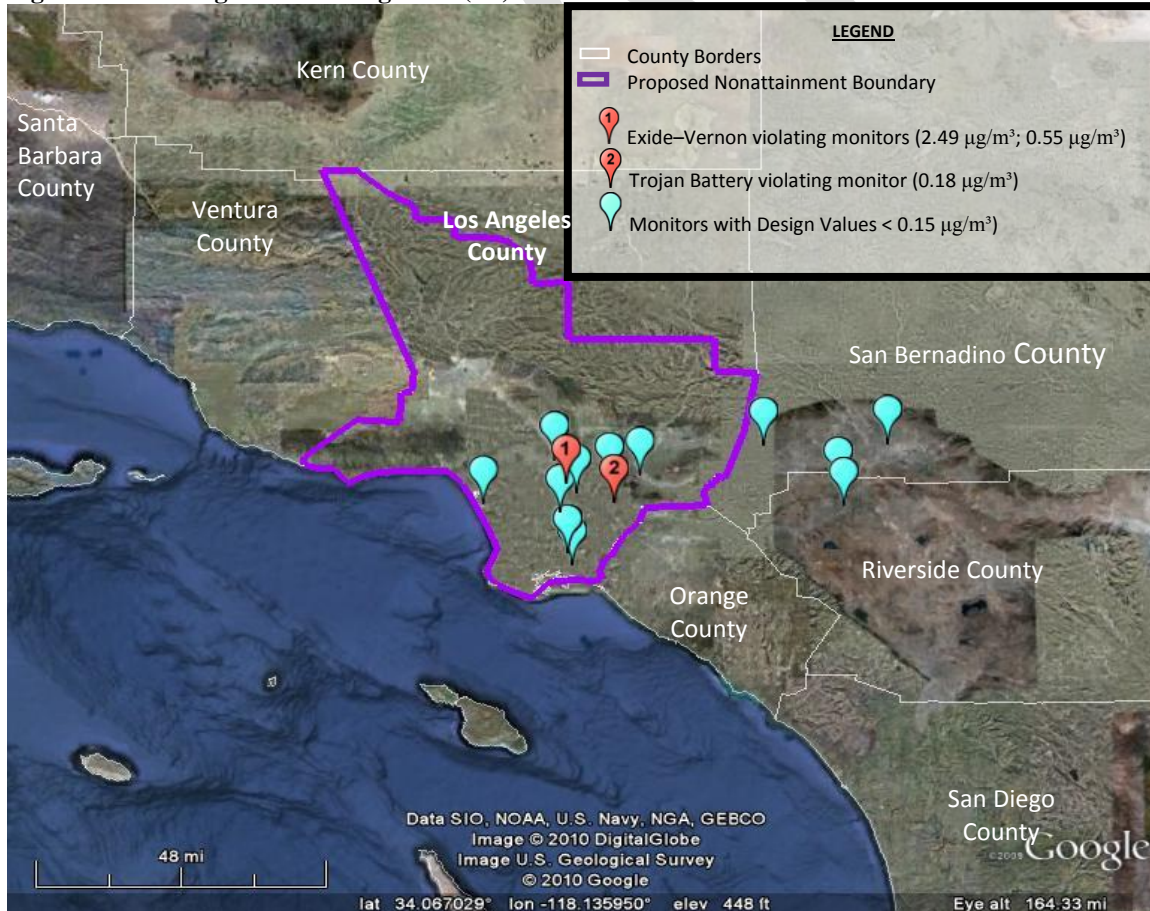 LEGEND
County Borders
Proposed Nonattainment Boundary
1
Exide–Vernon violating monitors (2.49 µg/m³; 0.55 µg/m³)
2
Trojan Battery violating monitor (0.18 µg/m³)
Monitors with Design Values < 0.15 µg/m³)
Kern County
Santa
Barbara
County
Ventura
County
Los Angeles
County
San Bernadino County
1
2
Riverside County
Orange
County
San Diego
County
Data SIO, NOAA, U.S. Navy, NGA, GEBCO
Image © 2010 DigitalGlobe
Image U.S. Geological Survey
© 2010 Google
©2009 Google
48 mi
lat 34.067029° lon -118.135950° elev 448 ft
Eye alt 164.33 mi